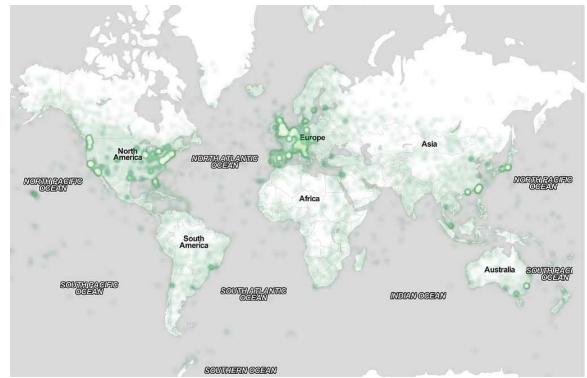 Europe
Asia
North
America
NORTH ATLANTIC
OCEAN
NORTH PACIFIC
OCEAN
NORTH PACIFIC
OCEAN
Africa
South
America
Australia
SOUTH PACI
OCEAN
SOUTH PACIFIC
OCEAN
SOUTH ATLANTIC
OCEAN
INDIAN OCEAN
SOUTHERN OCEAN